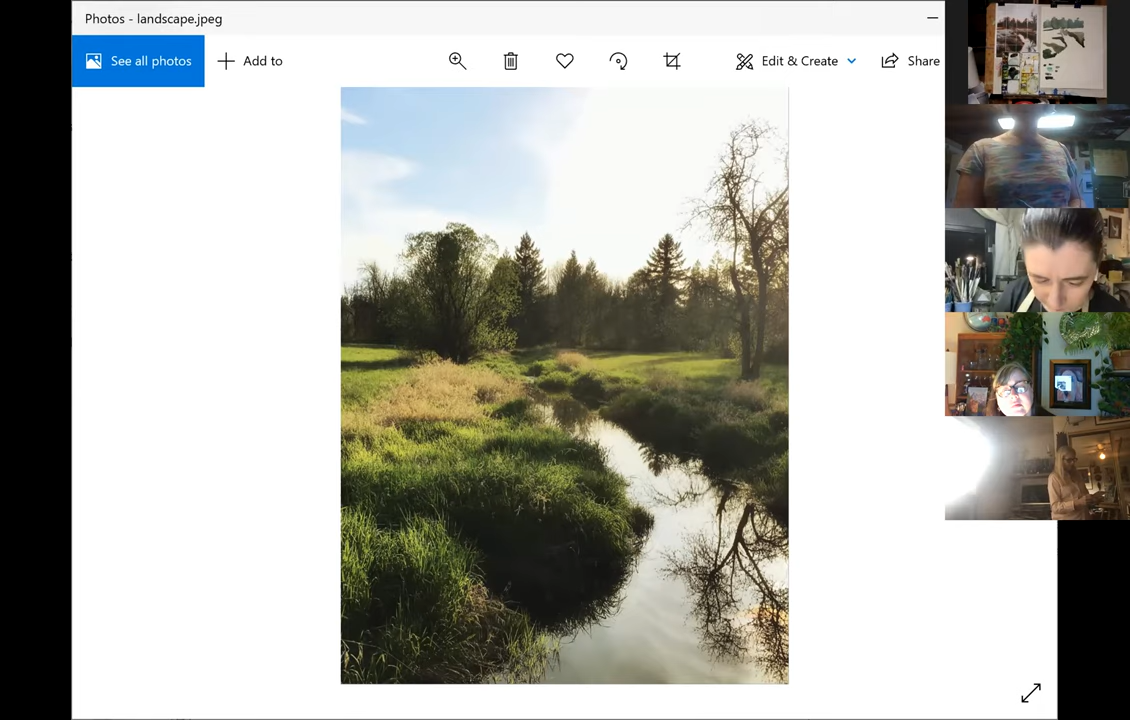 Photos - landscape.jpeg
See all photos
Add to
Edit & Create
Share